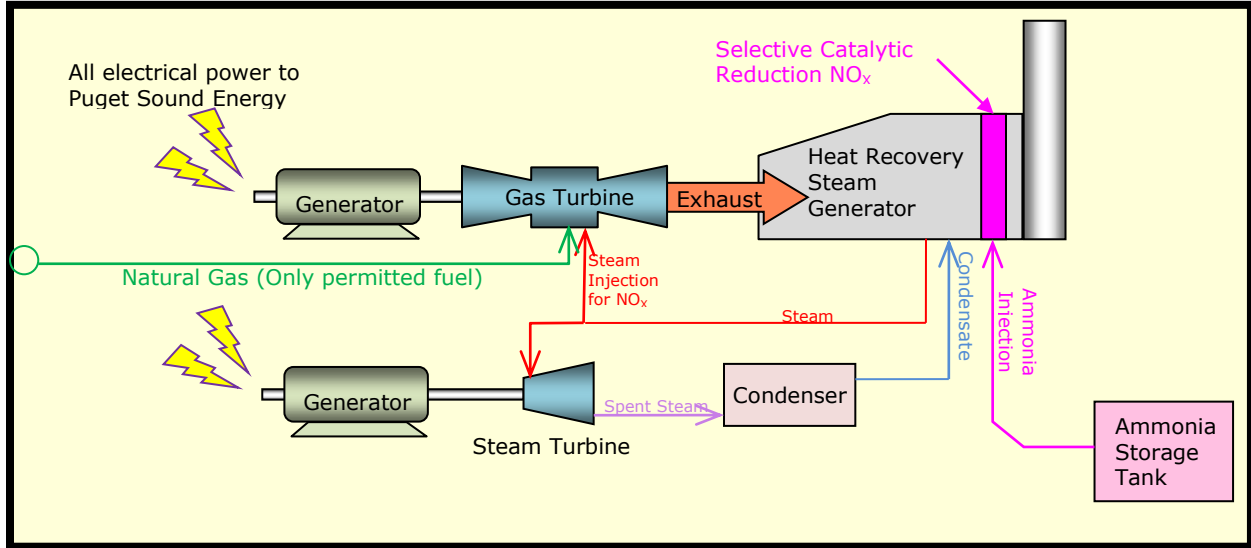 All electrical power to
Puget Sound Energy
Selective Catalytic
Reduction NOₓ
Generator
Gas Turbine
Exhaust
Heat Recovery
Steam
Generator
Natural Gas (Only permitted fuel)
Steam
Injection
for NOₓ
Steam
Condensate
Ammonia
Injection
Generator
Steam Turbine
Spent Steam
Condenser
Ammonia
Storage
Tank